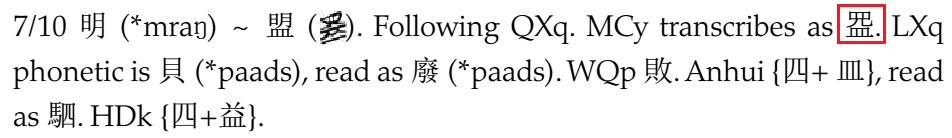 7/10 明 (*mraŋ) ~ 盟 (). Following QXq. MCy transcribes as . LXq
phonetic is 貝 (*paads), read as 廢 (*paads). WQp 敗. Anhui {四+ 皿}, read
as 駟. HDk {四+益}.